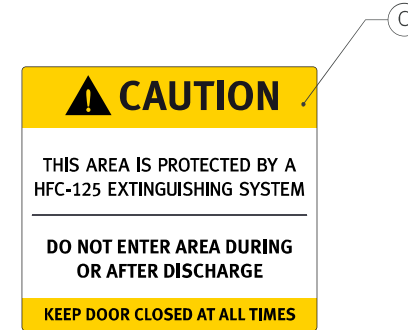 C
CAUTION
THIS AREA IS PROTECTED BY A
HFC-125 EXTINGUISHING SYSTEM
DO NOT ENTER AREA DURING
OR AFTER DISCHARGE
KEEP DOOR CLOSED AT ALL TIMES